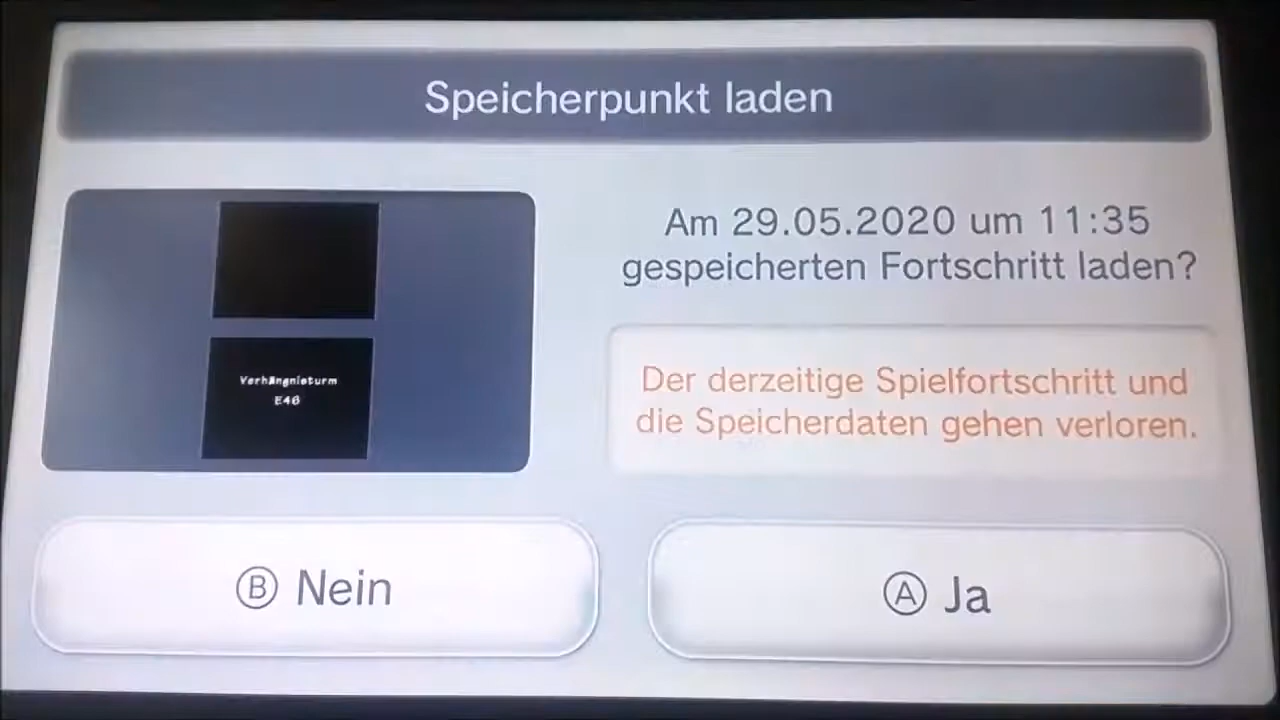 Speicherpunkt laden
Am 29.05.2020 um 11:35
gespeicherten Fortschritt laden?
Verhängnisturm
E46
Der derzeitige Spielfortschritt und
die Speicherdaten gehen verloren.
Ⓑ Nein
Ⓐ Ja